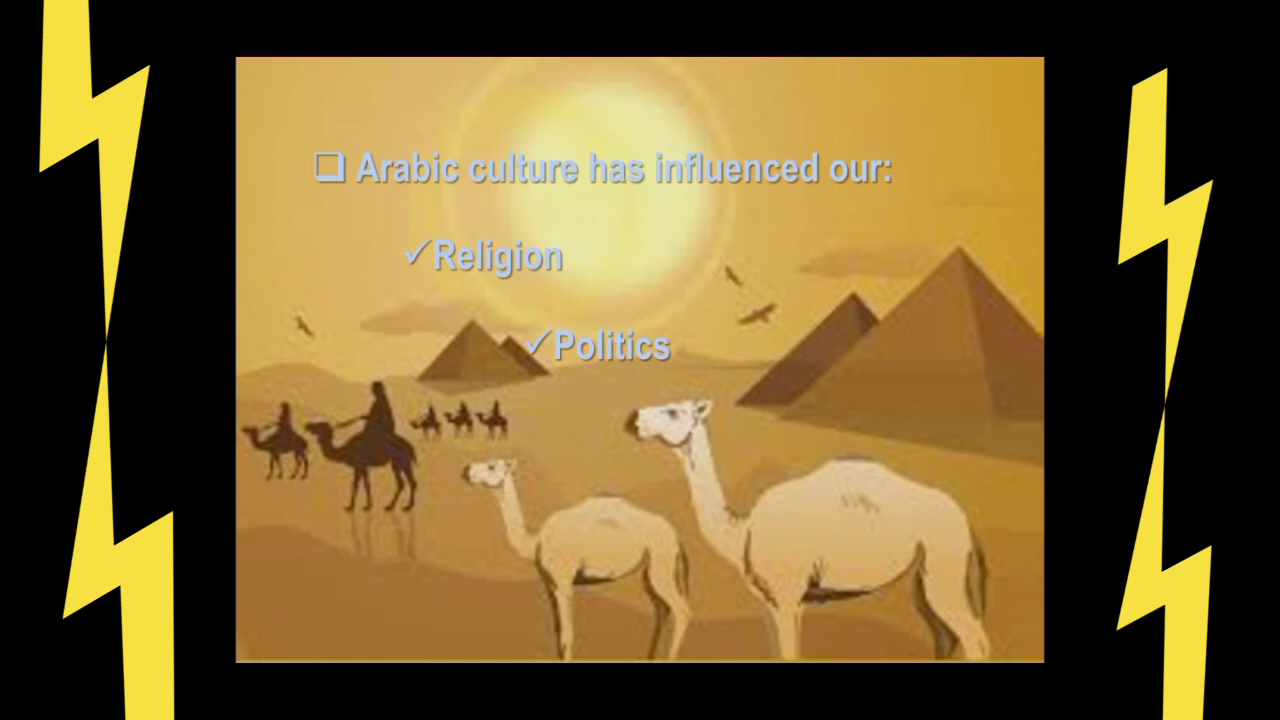 ❑ Arabic culture has influenced our:
✓Religion
✓Politics